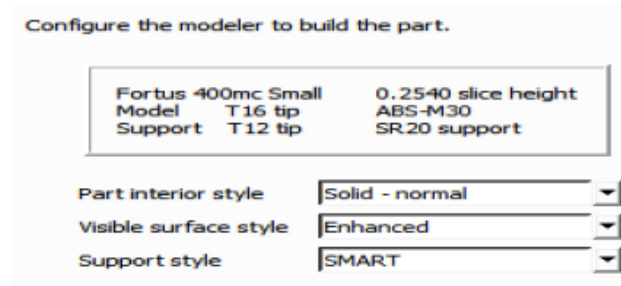 Configure the modeler to build the part.
Fortus 400mc Small 0.2540 slice height
Model T16 tip ABS-M30
Support T12 tip SR20 support
Part interior style Solid - normal
Visible surface style Enhanced
Support style SMART